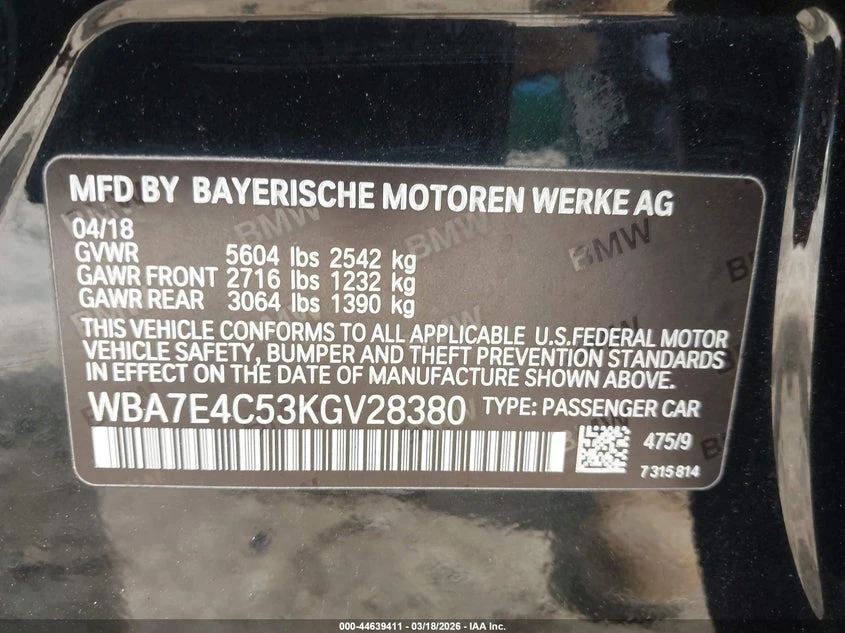 MFD BY BAYERISCHE MOTOREN WERKE AG
04/18
GVWR 5604 lbs 2542 kg
GAWR FRONT 2716 lbs 1232 kg
GAWR REAR 3064 lbs 1390 kg
THIS VEHICLE CONFORMS TO ALL APPLICABLE U.S.FEDERAL MOTOR
VEHICLE SAFETY, BUMPER AND THEFT PREVENTION STANDARDS
IN EFFECT ON THE DATE OF MANUFACTURE SHOWN ABOVE.
WBA7E4C53KGV28380 TYPE: PASSENGER CAR
475/9
7315814
000-44639411 - 03/18/2026 - IAA Inc.